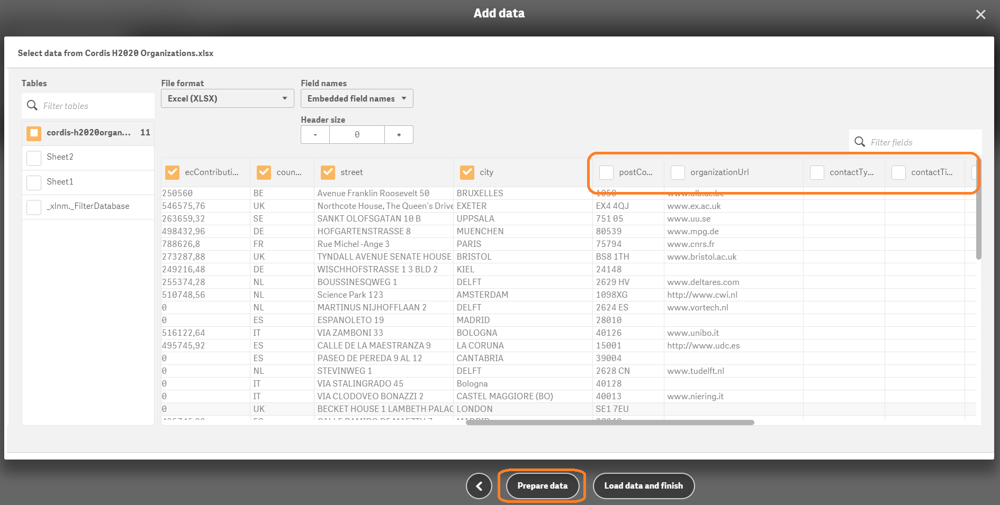 Add data
Select data from Cordis H2020 Organizations.xlsx
Tables
File format
Field names
Filter tables
Excel (XLSX)
Embedded field names
Header size
- 0 +
cordis-h2020organ... 11
Sheet2
Sheet1
_xlnm._FilterDatabase
Filter fields
ecContributi... coun... street city postCo... organizationUrl contactTy... contactTi...
250560 BE Avenue Franklin Roosevelt 50 BRUXELLES 1050 www.ulb.ac.be
546575,76 UK Northcote House, The Queen's Drive EXETER EX4 4QJ www.ex.ac.uk
263659,32 SE SANKT OLOFSGATAN 10 B UPPSALA 751 05 www.uu.se
498432,96 DE HOFGARTENSTRASSE 8 MUENCHEN 80539 www.mpg.de
788626,8 FR Rue Michel -Ange 3 PARIS 75794 www.cnrs.fr
273287,88 UK TYNDALL AVENUE SENATE HOUSE BRISTOL BS8 1TH www.bristol.ac.uk
249216,48 DE WISCHHOFSTRASSE 1 3 BLD 2 KIEL 24148
255374,28 NL BOUSSINESQWEG 1 DELFT 2629 HV www.deltares.com
510748,56 NL Science Park 123 AMSTERDAM 1098XG http://www.cwi.nl
0 NL MARTINUS NIJHOFFLAAN 2 DELFT 2624 ES www.vortech.nl
0 ES ESPANOLETO 19 MADRID 28010
516122,64 IT VIA ZAMBONI 33 BOLOGNA 40126 www.unibo.it
495745,92 ES CALLE DE LA MAESTRANZA 9 LA CORUNA 15001 http://www.udc.es
0 ES PASEO DE PEREDA 9 AL 12 CANTABRIA 39004
0 NL STEVINWEG 1 DELFT 2628 CN www.tudelft.nl
0 IT VIA STALINGRADO 45 Bologna 40128
0 IT VIA CLODOVEO BONAZZI 2 CASTEL MAGGIORE (BO) 40013 www.niering.it
0 UK BECKET HOUSE 1 LAMBETH PALAC LONDON SE1 7EU
Prepare data
Load data and finish